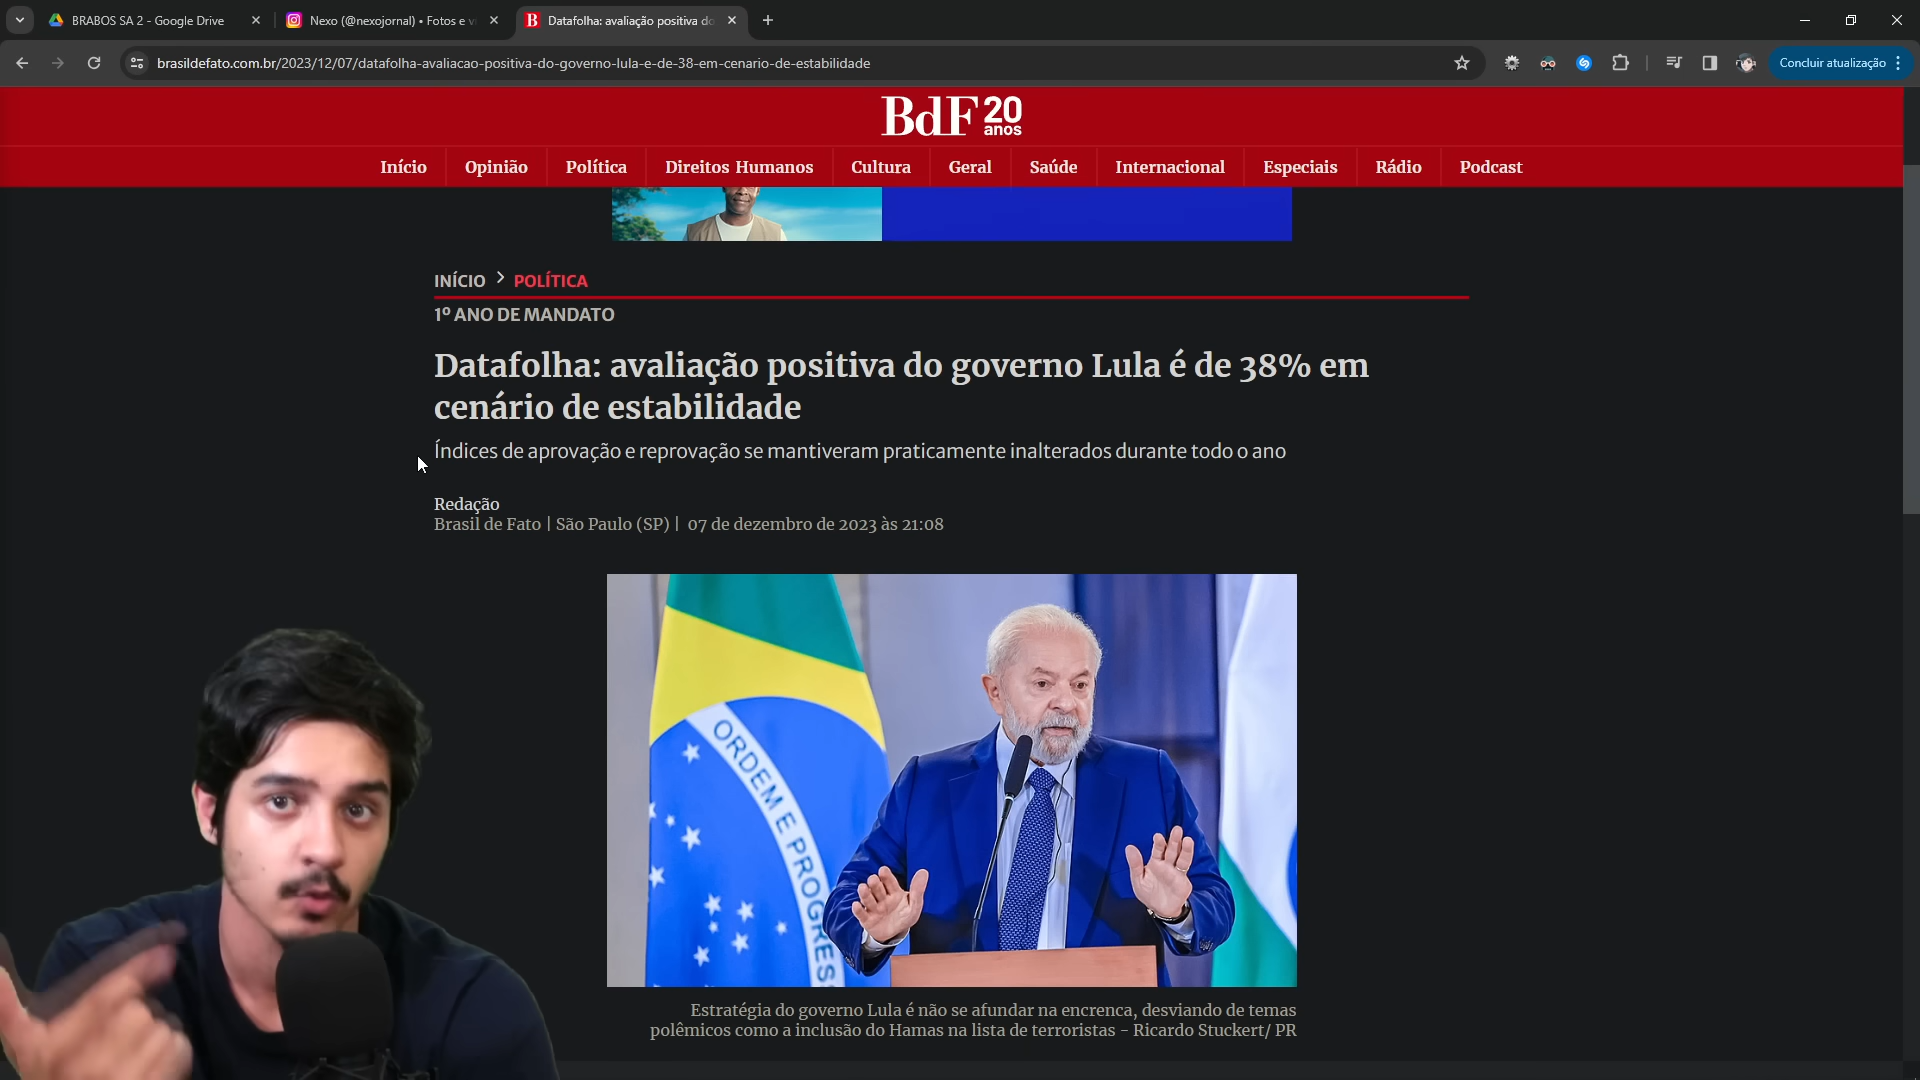 BRABOS SA 2 - Google Drive
Nexo (@nexojornal) • Fotos e v
Datafolha: avaliação positiva do
brasildefato.com.br/2023/12/07/datafolha-avaliacao-positiva-do-governo-lula-e-de-38-em-cenario-de-estabilidade
Concluir atualização
BdF 20 anos
Início Opinião Política Direitos Humanos Cultura Geral Saúde Internacional Especiais Rádio Podcast
INÍCIO > POLÍTICA
1º ANO DE MANDATO
Datafolha: avaliação positiva do governo Lula é de 38% em
cenário de estabilidade
Índices de aprovação e reprovação se mantiveram praticamente inalterados durante todo o ano
Redação
Brasil de Fato | São Paulo (SP) | 07 de dezembro de 2023 às 21:08
ORDEM E PROGRES
Estratégia do governo Lula é não se afundar na encrenca, desviando de temas
polêmicos como a inclusão do Hamas na lista de terroristas - Ricardo Stuckert/ PR